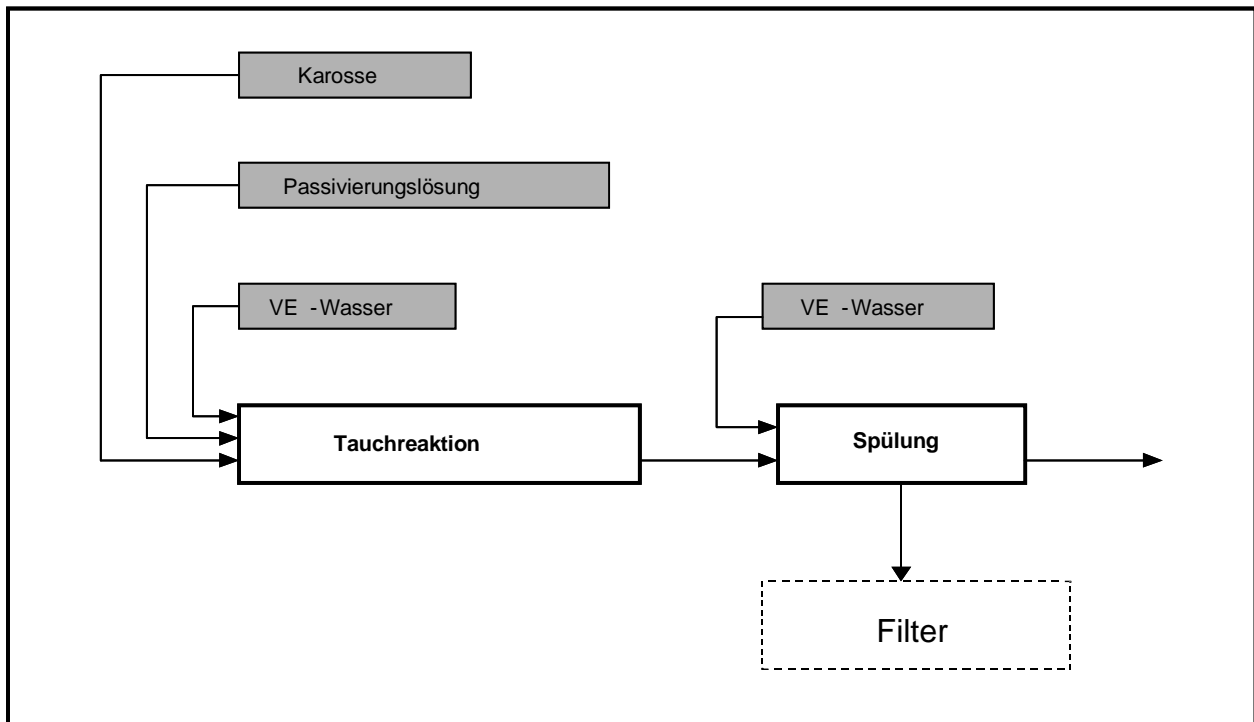 Karosse
Passivierungslösung
VE -Wasser
VE -Wasser
Tauchreaktion
Spülung
Filter